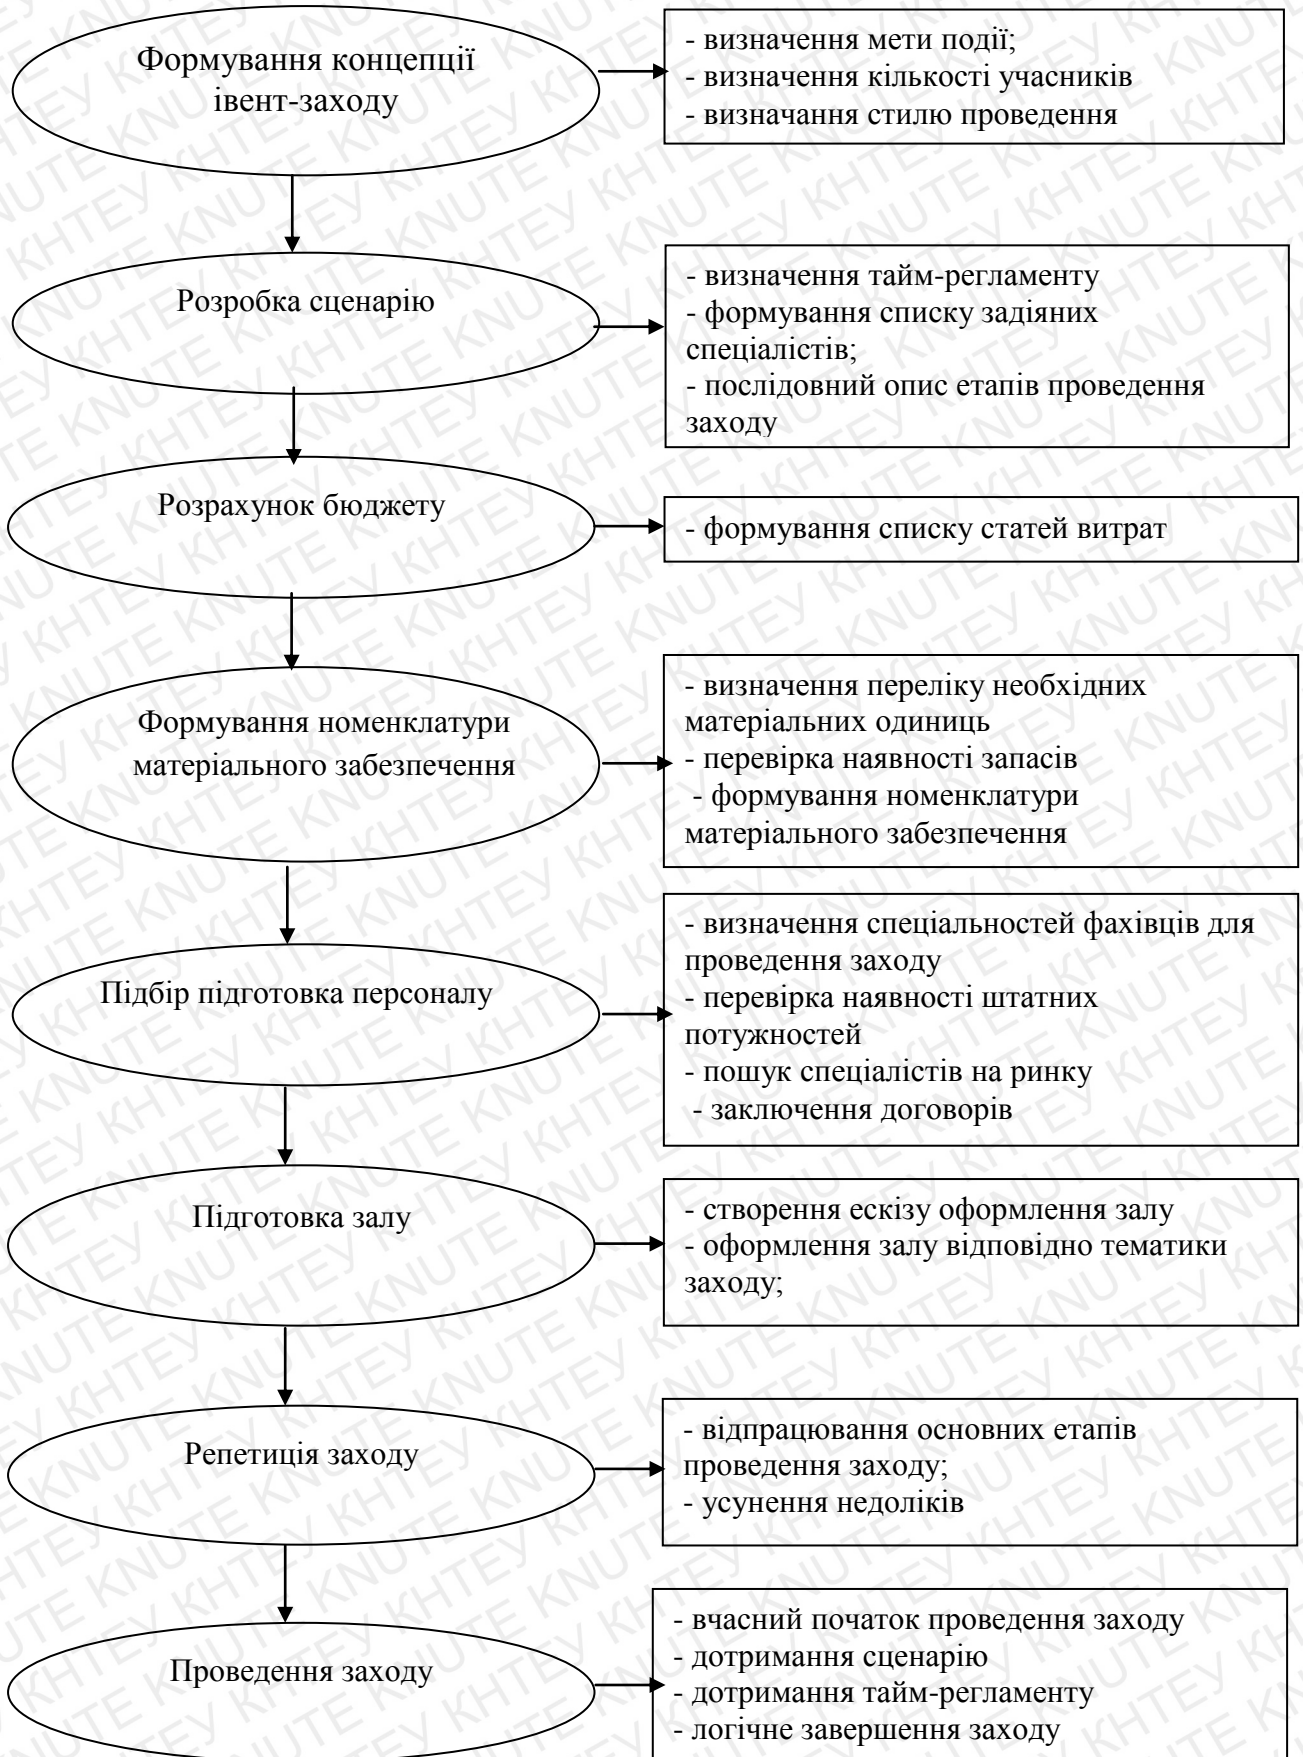 Формування концепції
івент-заходу
- визначення мети події;
- визначення кількості учасників
- визначання стилю проведення
Розробка сценарію
- визначення тайм-регламенту
- формування списку задіяних
спеціалістів;
- послідовний опис етапів проведення
заходу
Розрахунок бюджету
- формування списку статей витрат
Формування номенклатури
матеріального забезпечення
- визначення переліку необхідних
матеріальних одиниць
- перевірка наявності запасів
- формування номенклатури
матеріального забезпечення
Підбір підготовка персоналу
- визначення спеціальностей фахівців для
проведення заходу
- перевірка наявності штатних
потужностей
- пошук спеціалістів на ринку
- заключення договорів
Підготовка залу
- створення ескізу оформлення залу
- оформлення залу відповідно тематики
заходу;
Репетиція заходу
- відпрацювання основних етапів
проведення заходу;
- усунення недоліків
Проведення заходу
- вчасний початок проведення заходу
- дотримання сценарію
- дотримання тайм-регламенту
- логічне завершення заходу